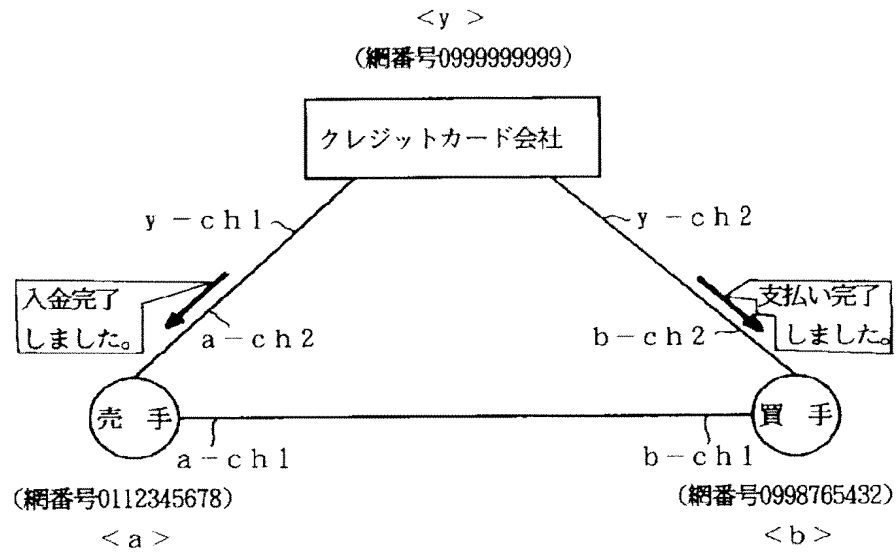 <y>
(網番号0999999999)
クレジットカード会社
y-ch1
y-ch2
入金完了
しました。
支払い完了
しました。
a-ch2
b-ch2
売 手
買 手
a-ch1
b-ch1
(網番号0112345678)
(網番号0998765432)
<a>
<b>